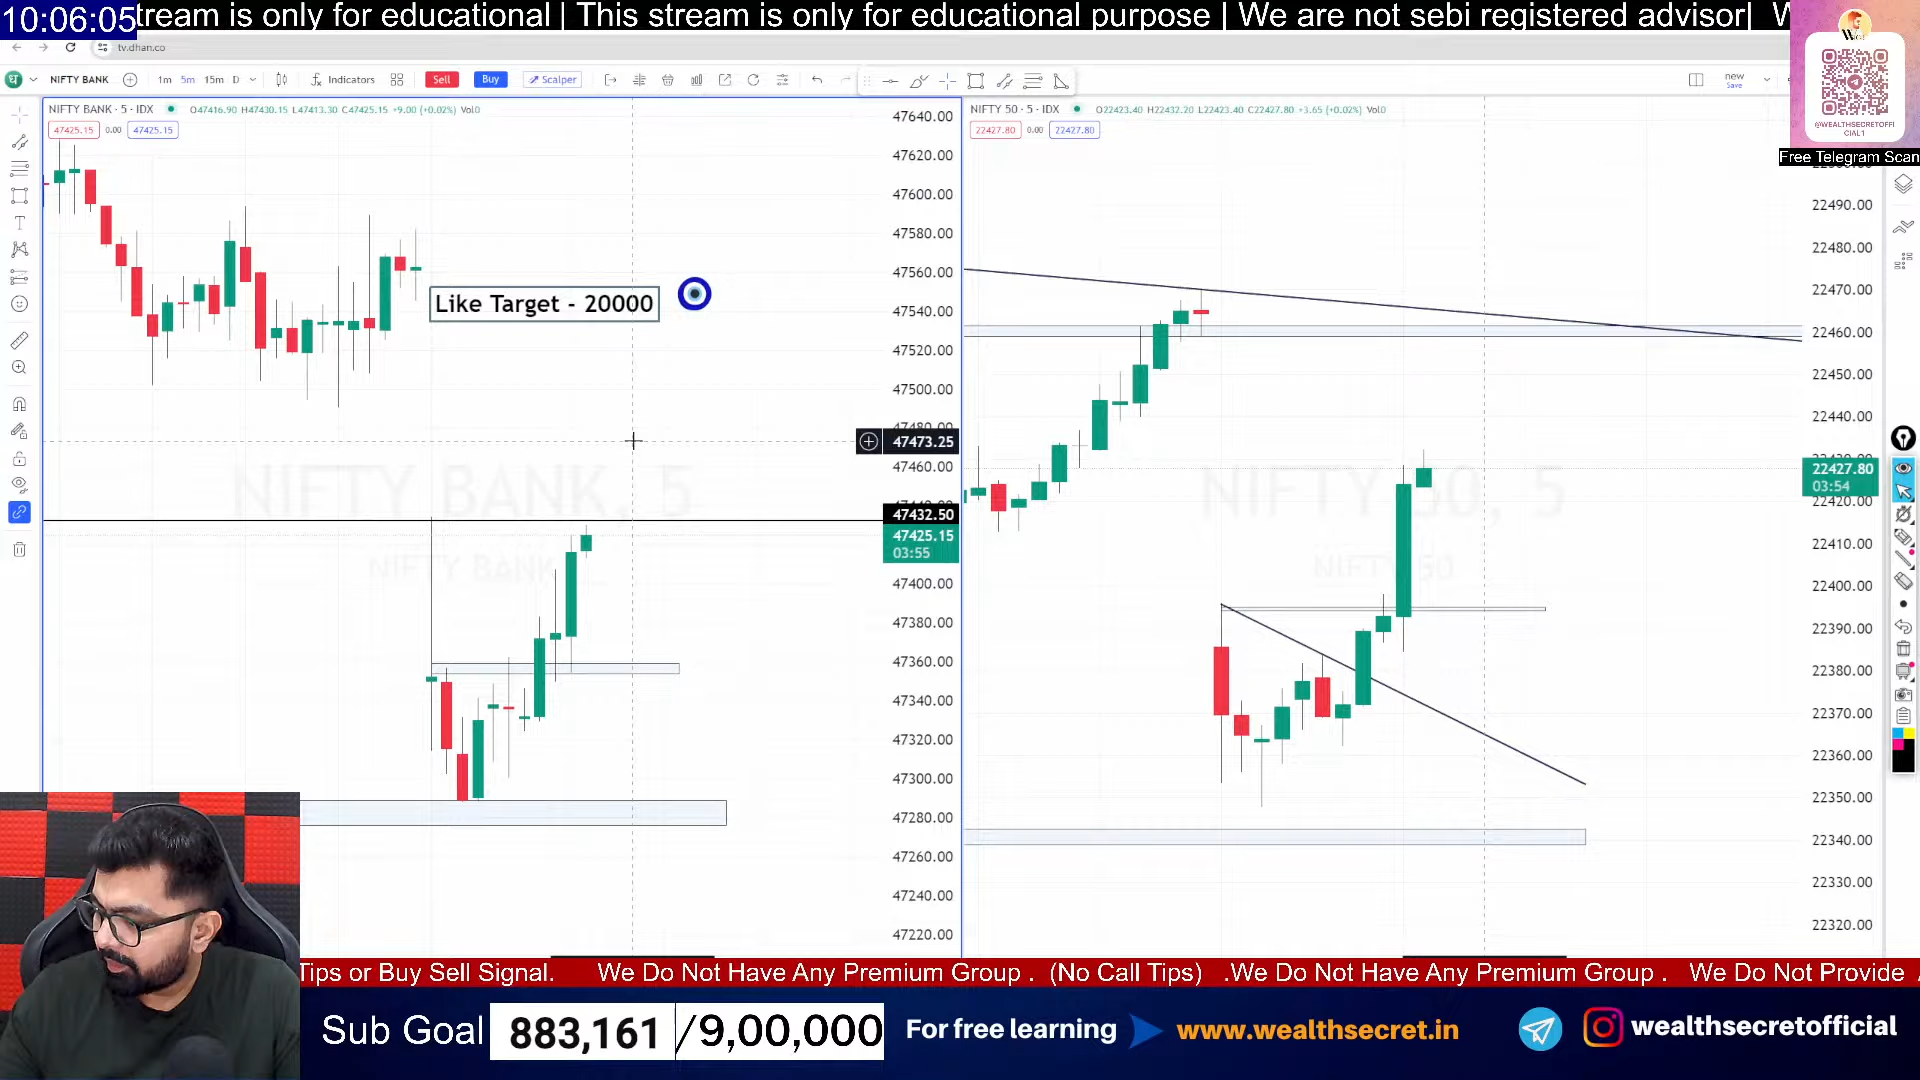 10:06:05 tream is only for educational | This stream is only for educational purpose | We are not sebi registered advisor|
tv.dhan.co
NIFTY BANK 1m 5m 15m D Indicators Sell Buy Scalper new
Save
@WEALTHSECRETOFFI
CIAL1
Free Telegram Scan
NIFTY BANK · 5 · IDX O47416.90 H47430.15 L47413.30 C47425.15 +9.00 (+0.02%) Vol0
47425.15 0.00 47425.15
NIFTY 50 · 5 · IDX O22423.40 H22432.20 L22423.40 C22427.80 +3.65 (+0.02%) Vol0
22427.80 0.00 22427.80
Like Target - 20000
NIFTY BANK, 5
NIFTY BANK
NIFTY 50, 5
NIFTY 50
47640.00
47620.00
47600.00
47580.00
47560.00
47540.00
47520.00
47500.00
47473.25
47460.00
47432.50
47425.15
03:55
47400.00
47380.00
47360.00
47340.00
47320.00
47300.00
47280.00
47260.00
47240.00
47220.00
22490.00
22480.00
22470.00
22460.00
22450.00
22440.00
22427.80
03:54
22420.00
22410.00
22400.00
22390.00
22380.00
22370.00
22360.00
22350.00
22340.00
22330.00
22320.00
Tips or Buy Sell Signal. We Do Not Have Any Premium Group . (No Call Tips) .We Do Not Have Any Premium Group . We Do Not Provide
Sub Goal 883,161 /9,00,000 For free learning www.wealthsecret.in wealthsecretofficial